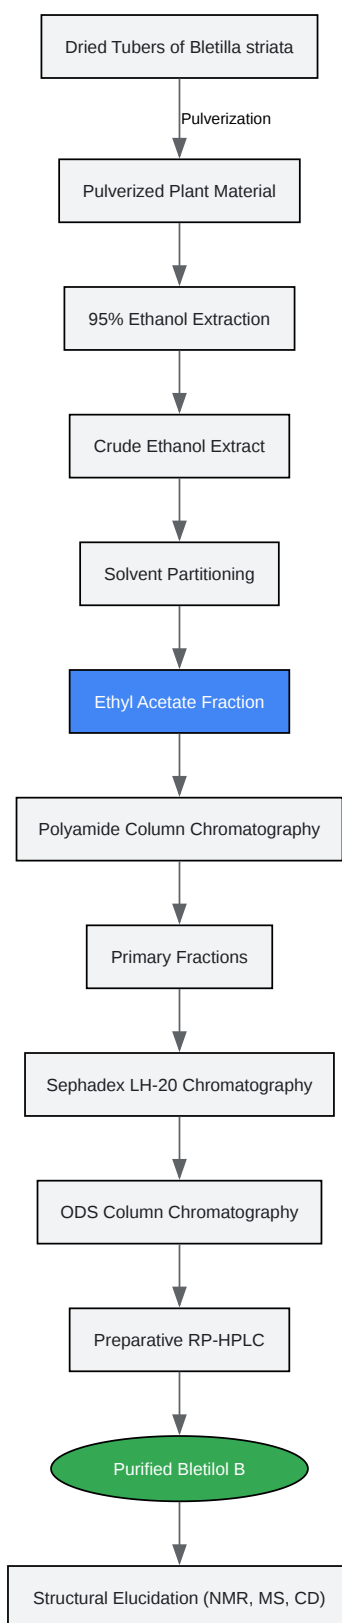 Dried Tubers of Bletilla striata
Pulverization
Pulverized Plant Material
95% Ethanol Extraction
Crude Ethanol Extract
Solvent Partitioning
Ethyl Acetate Fraction
Polyamide Column Chromatography
Primary Fractions
Sephadex LH-20 Chromatography
ODS Column Chromatography
Preparative RP-HPLC
Purified Bletilol B
Structural Elucidation (NMR, MS, CD)